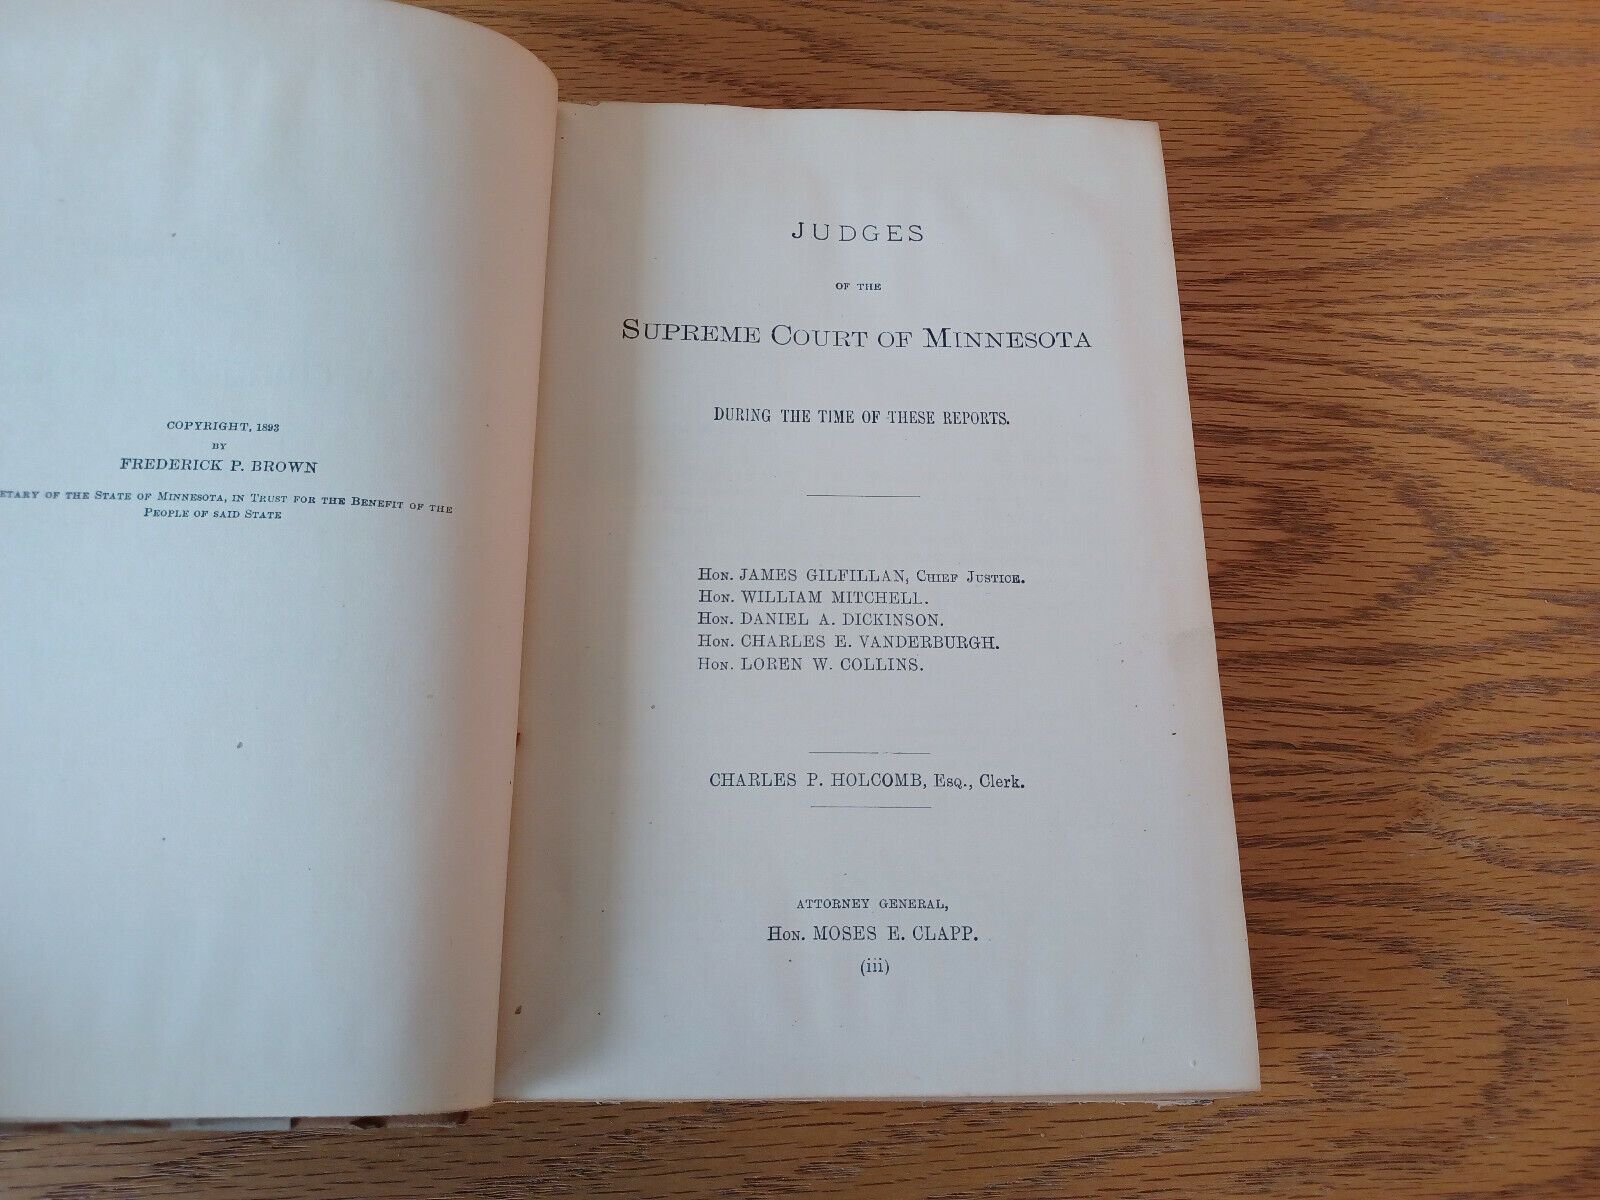 COPYRIGHT, 1893
BY
FREDERICK P. BROWN
OF THE STATE OF MINNESOTA, IN TRUST FOR THE BENEFIT OF THE
PEOPLE OF SAID STATE
JUDGES
OF THE
SUPREME COURT OF MINNESOTA
DURING THE TIME OF THESE REPORTS.
HON. JAMES GILFILLAN, CHIEF JUSTICE.
HON. WILLIAM MITCHELL.
HON. DANIEL A. DICKINSON.
HON. CHARLES E. VANDERBURGH.
HON. LOREN W. COLLINS.
CHARLES P. HOLCOMB, ESQ., Clerk.
ATTORNEY GENERAL,
HON. MOSES E. CLAPP.
(iii)